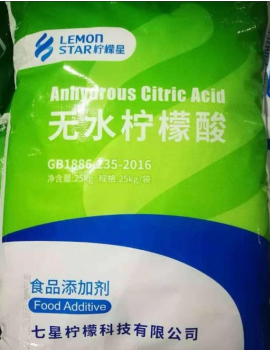 LEMON
STAR柠檬星
Anhydrous Citric Acid
无水柠檬酸
GB1886.235-2016
净含量:25kg 规格:25kg/袋
食品添加剂
Food Additive
七星柠檬科技有限公司